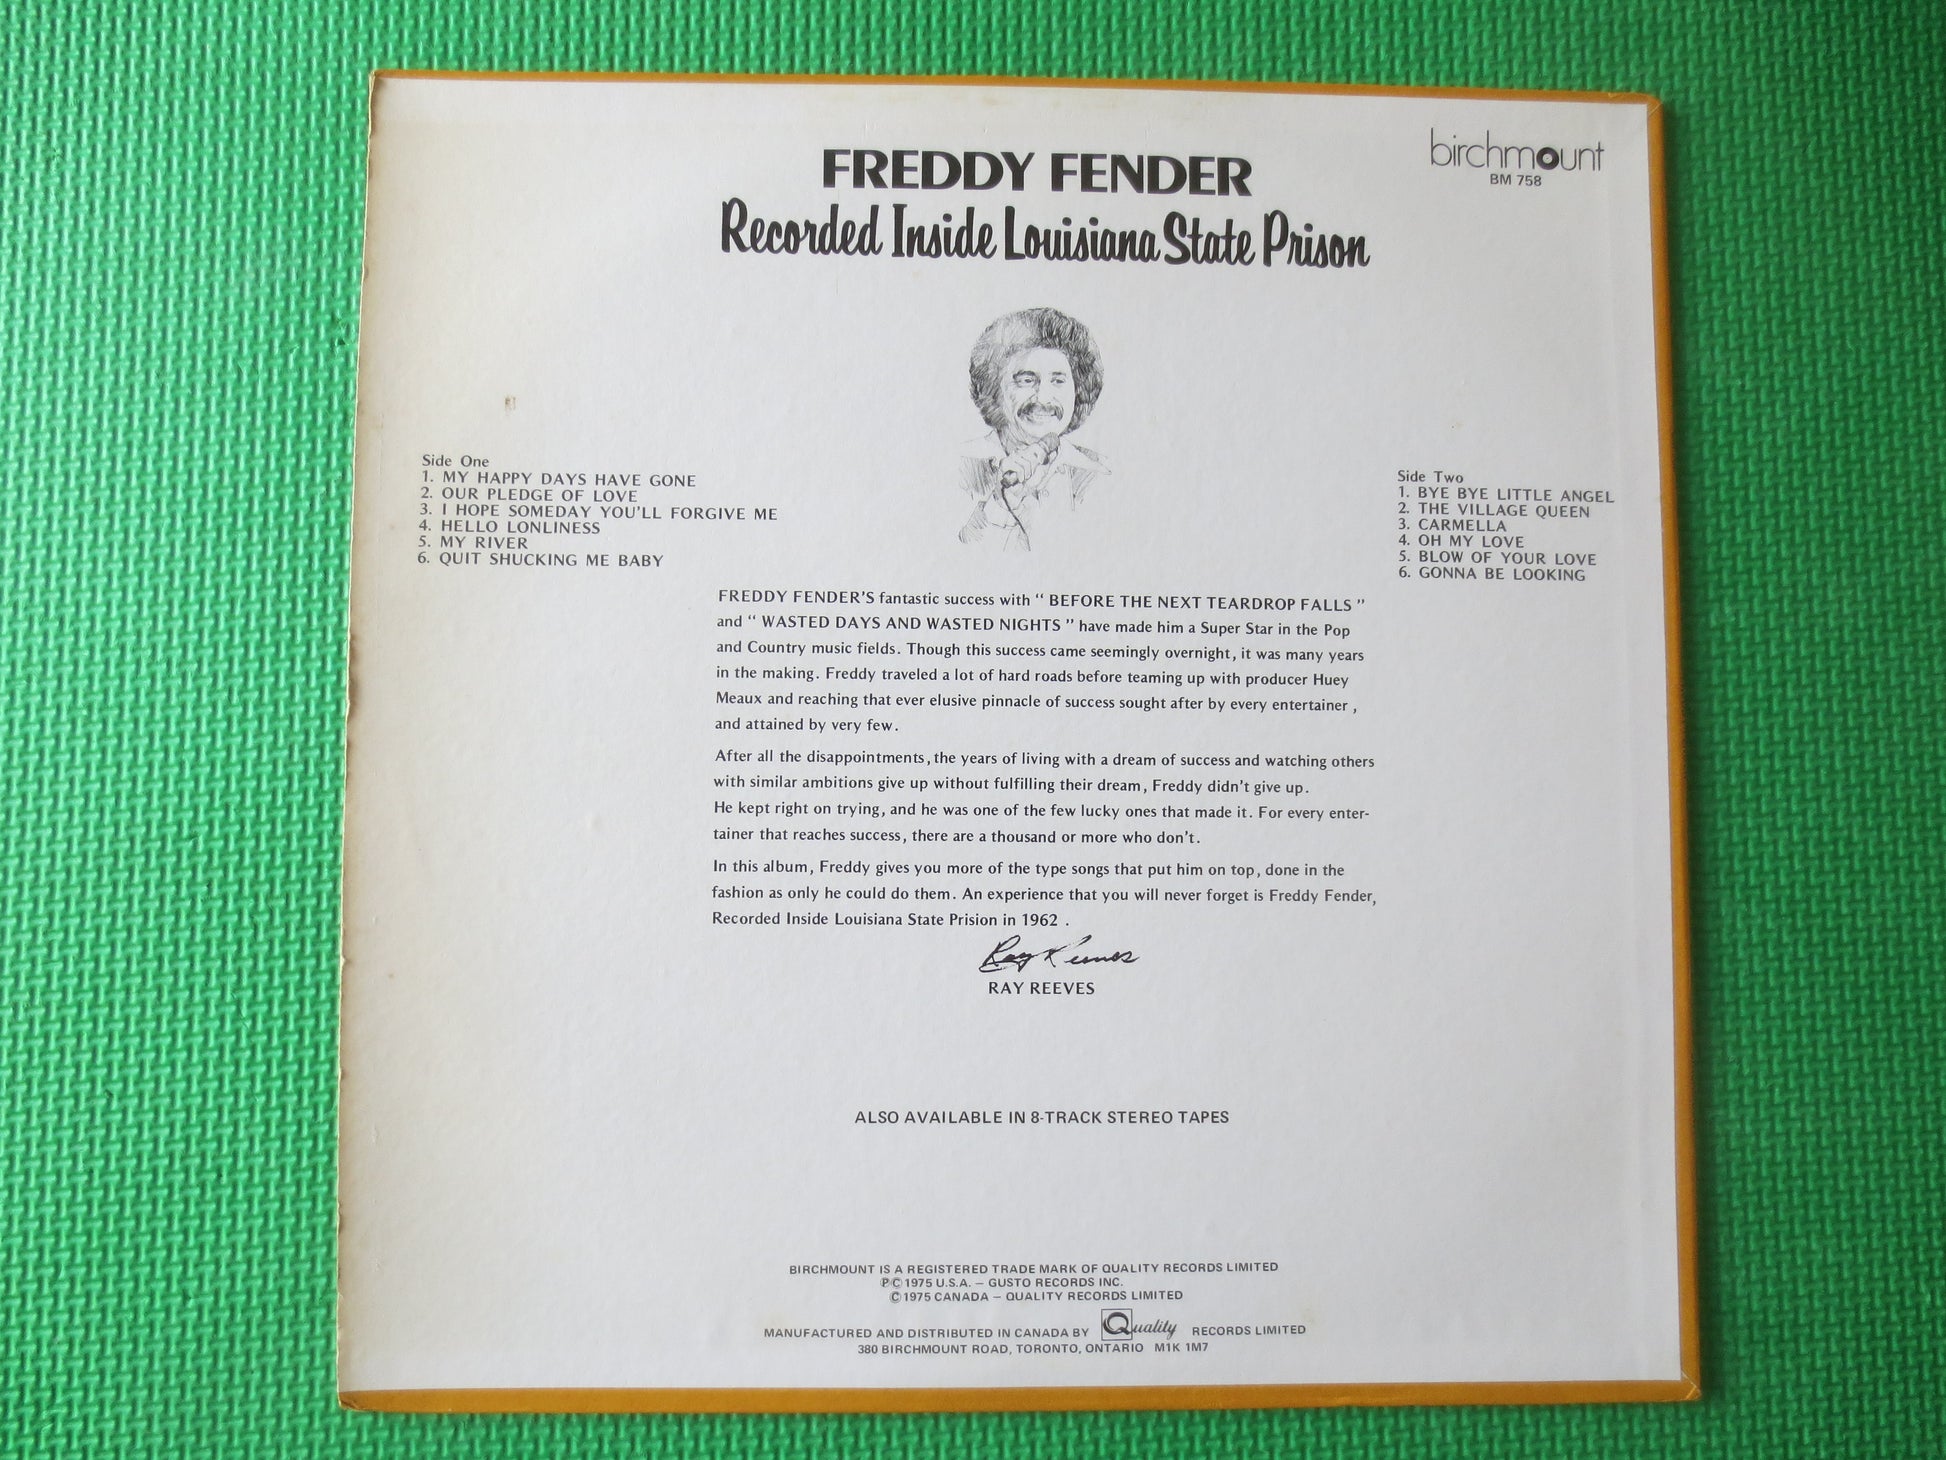 FREDDY FENDER
Recorded Inside Louisiana State Prison
birchmount
BM 758
Side One
1. MY HAPPY DAYS HAVE GONE
2. OUR PLEDGE OF LOVE
3. I HOPE SOMEDAY YOU'LL FORGIVE ME
4. HELLO LONLINESS
5. MY RIVER
6. QUIT SHUCKING ME BABY
Side Two
1. BYE BYE LITTLE ANGEL
2. THE VILLAGE QUEEN
3. CARMELLA
4. OH MY LOVE
5. BLOW OF YOUR LOVE
6. GONNA BE LOOKING
FREDDY FENDER'S fantastic success with " BEFORE THE NEXT TEARDROP FALLS "
and " WASTED DAYS AND WASTED NIGHTS " have made him a Super Star in the Pop
and Country music fields. Though this success came seemingly overnight, it was many years
in the making. Freddy traveled a lot of hard roads before teaming up with producer Huey
Meaux and reaching that ever elusive pinnacle of success sought after by every entertainer ,
and attained by very few.
After all the disappointments, the years of living with a dream of success and watching others
with similar ambitions give up without fulfilling their dream, Freddy didn't give up.
He kept right on trying, and he was one of the few lucky ones that made it. For every enter-
tainer that reaches success, there are a thousand or more who don't.
In this album, Freddy gives you more of the type songs that put him on top, done in the
fashion as only he could do them. An experience that you will never forget is Freddy Fender,
Recorded Inside Louisiana State Prision in 1962 .
Ray Reeves
RAY REEVES
ALSO AVAILABLE IN 8-TRACK STEREO TAPES
BIRCHMOUNT IS A REGISTERED TRADE MARK OF QUALITY RECORDS LIMITED
℗© 1975 U.S.A. – GUSTO RECORDS INC.
© 1975 CANADA – QUALITY RECORDS LIMITED
MANUFACTURED AND DISTRIBUTED IN CANADA BY Quality RECORDS LIMITED
380 BIRCHMOUNT ROAD, TORONTO, ONTARIO M1K 1M7